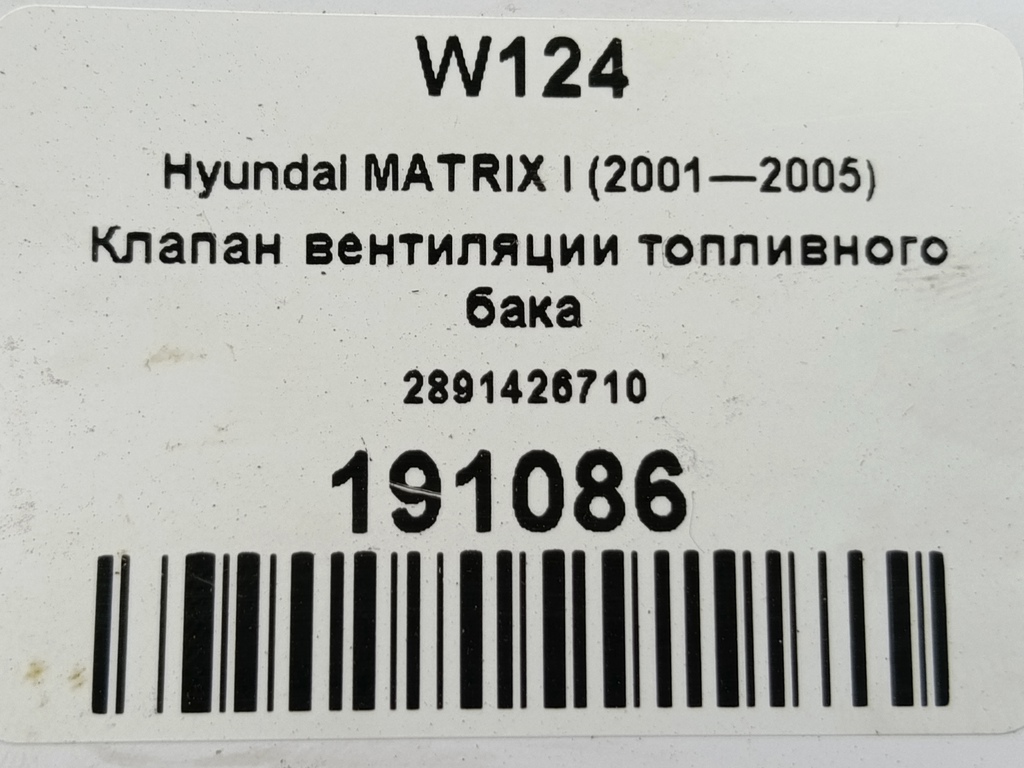 W124
Hyundai MATRIX I (2001—2005)
Клапан вентиляции топливного
бака
2891426710
191086